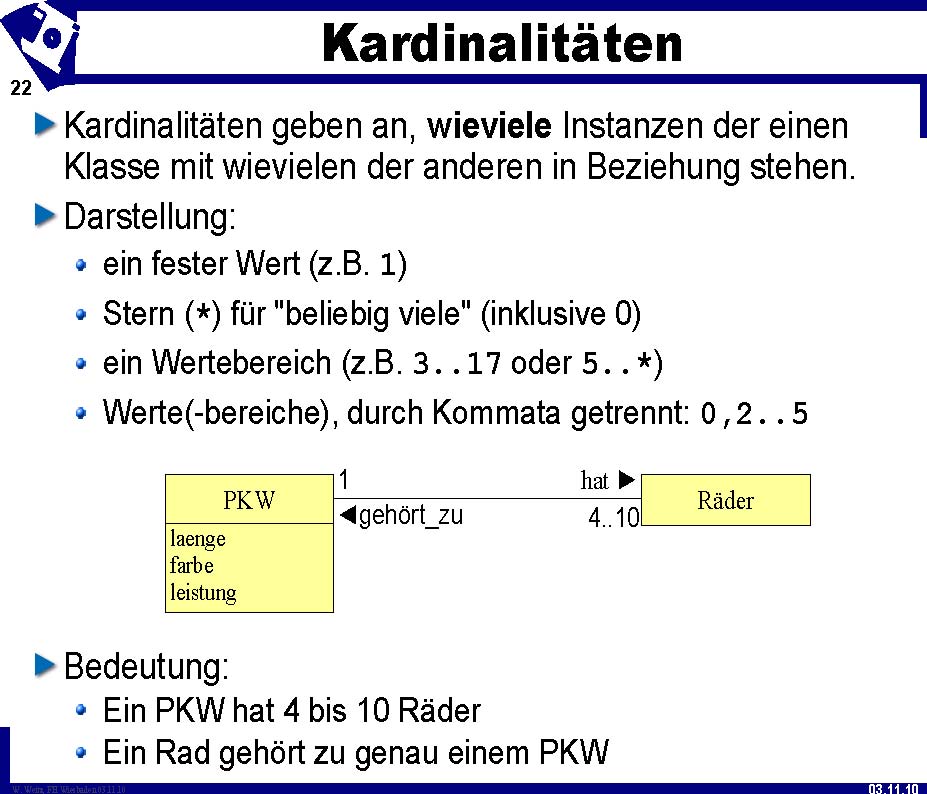 Kardinalitäten
22
Kardinalitäten geben an, wieviele Instanzen der einen
Klasse mit wievielen der anderen in Beziehung stehen.
Darstellung:
ein fester Wert (z.B. 1)
Stern (*) für "beliebig viele" (inklusive 0)
ein Wertebereich (z.B. 3..17 oder 5..*)
Werte(-bereiche), durch Kommata getrennt: 0,2..5
PKW
1
hat ▶
Räder
◀gehört_zu
4..10
laenge
farbe
leistung
Bedeutung:
Ein PKW hat 4 bis 10 Räder
Ein Rad gehört zu genau einem PKW
FH Wiesbaden 03.11.10
03.11.10